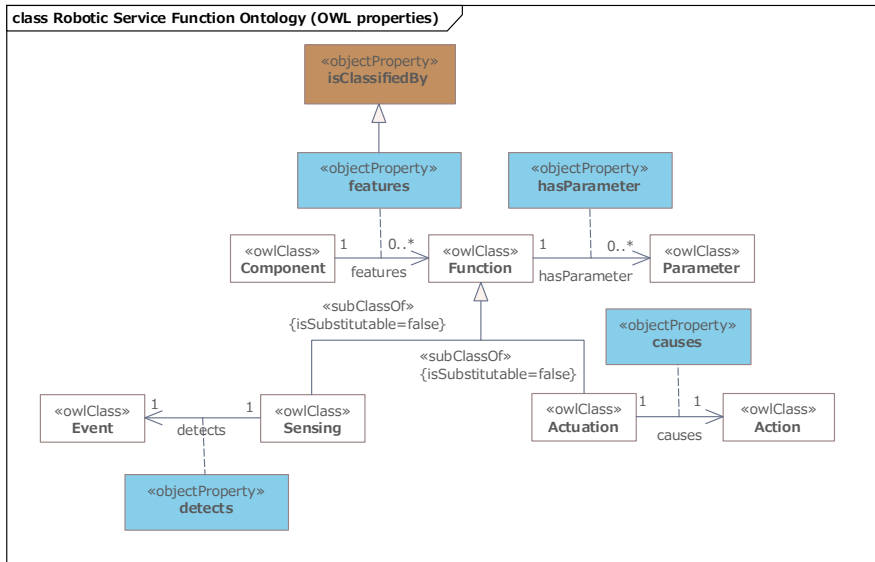 class Robotic Service Function Ontology (OWL properties)
«objectProperty»
isClassifiedBy
«objectProperty»
features
«objectProperty»
hasParameter
«owlClass»
Component
1
0..*
features
«owlClass»
Function
1
0..*
hasParameter
«owlClass»
Parameter
«subClassOf»
{isSubstitutable=false}
«subClassOf»
{isSubstitutable=false}
«objectProperty»
causes
«owlClass»
Event
1
1
detects
«owlClass»
Sensing
«owlClass»
Actuation
1
1
causes
«owlClass»
Action
«objectProperty»
detects